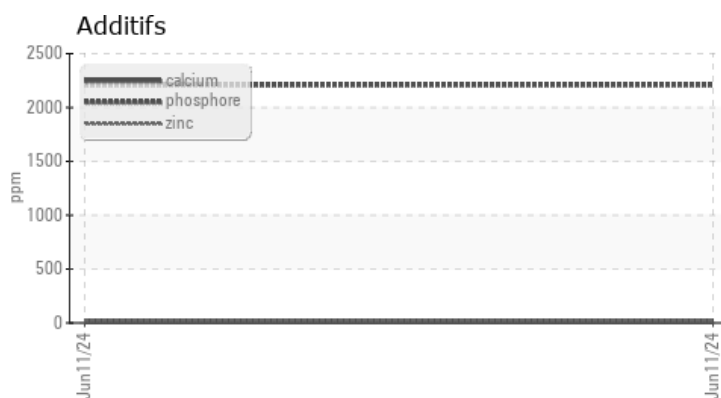 Additifs
2500
2000
1500
1000
500
0
ppm
calcium
phosphore
zinc
Jun11/24
Jun11/24